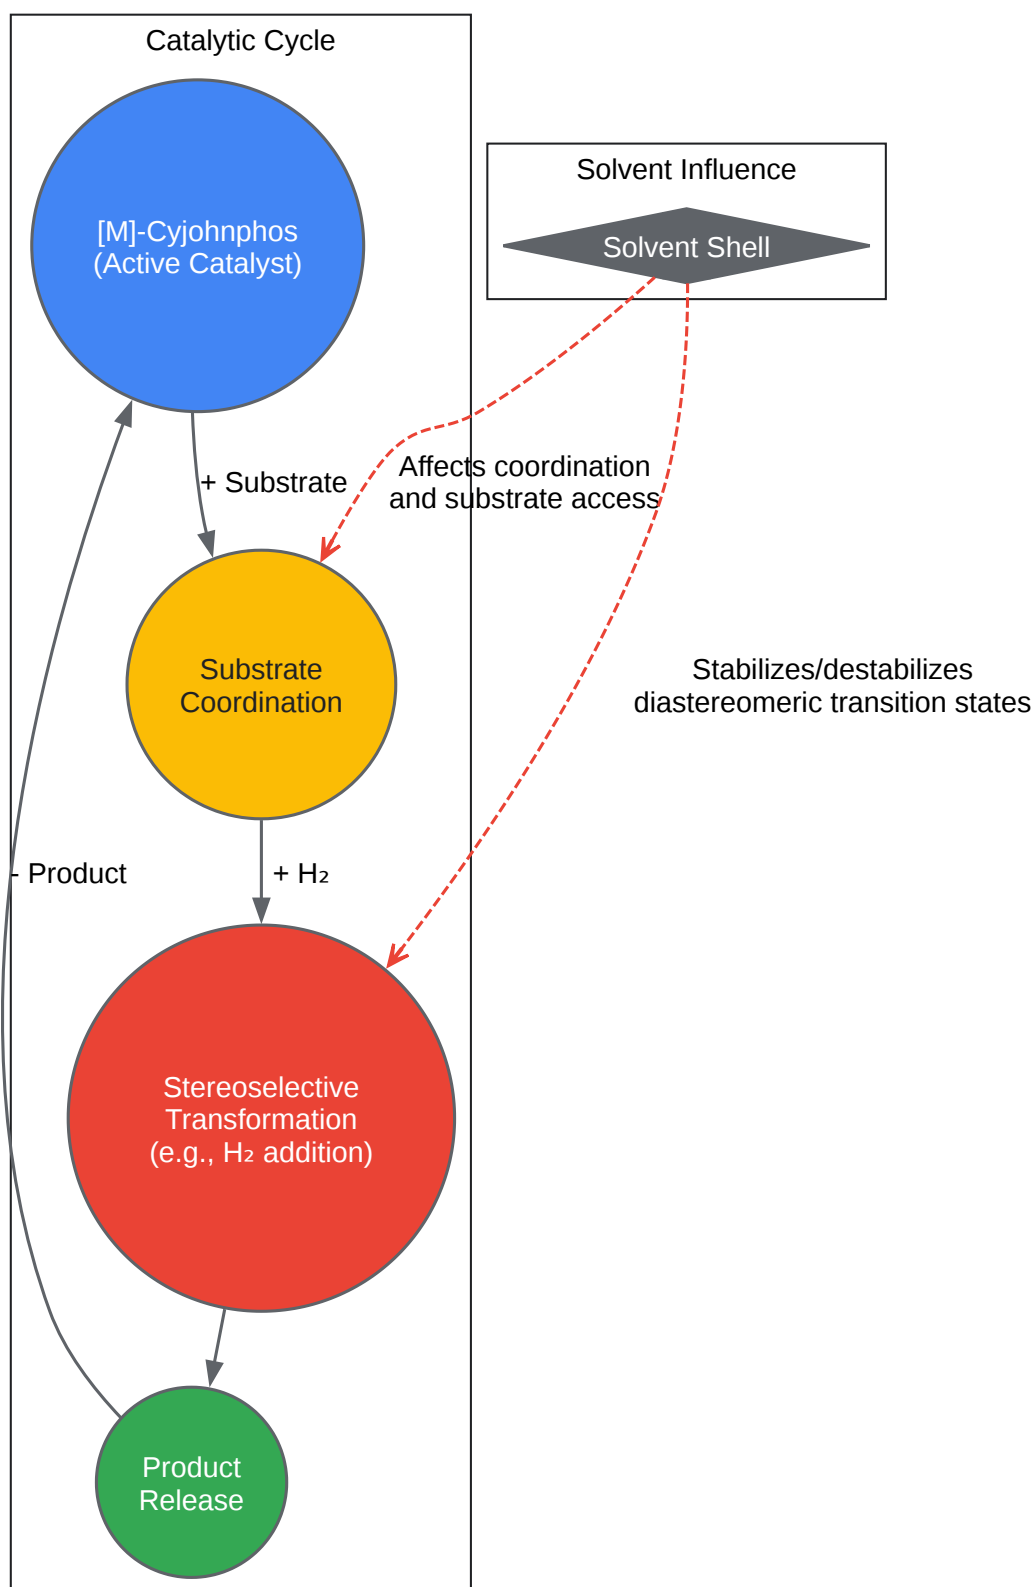 Catalytic Cycle
[M]-Cyjohnphos
(Active Catalyst)
Solvent Influence
Solvent Shell
+ Substrate
Affects coordination
and substrate access
Substrate
Coordination
Stabilizes/destabilizes
diastereomeric transition states
- Product
+ H₂
Stereoselective
Transformation
(e.g., H₂ addition)
Product
Release